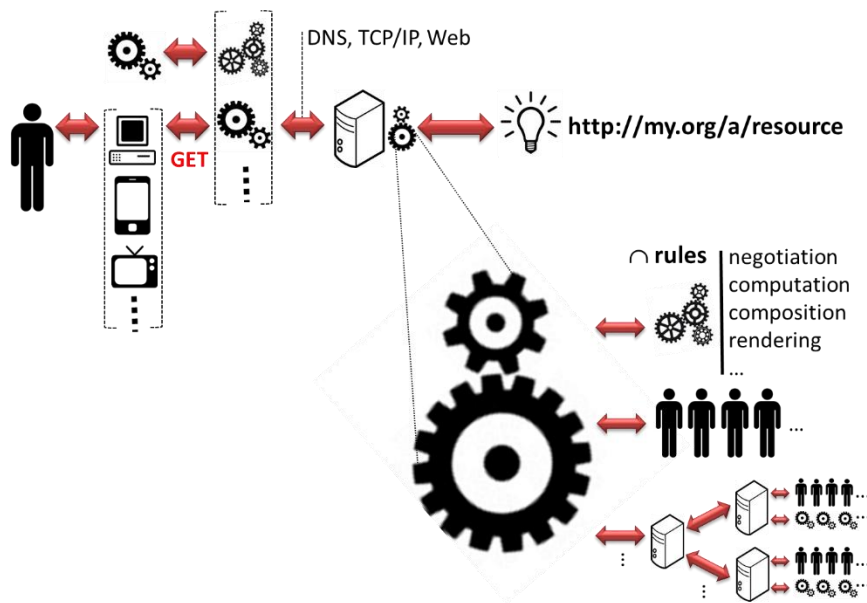 DNS, TCP/IP, Web
GET
http://my.org/a/resource
∩ rules
negotiation
computation
composition
rendering
...
...
...
...
...
...
...
...